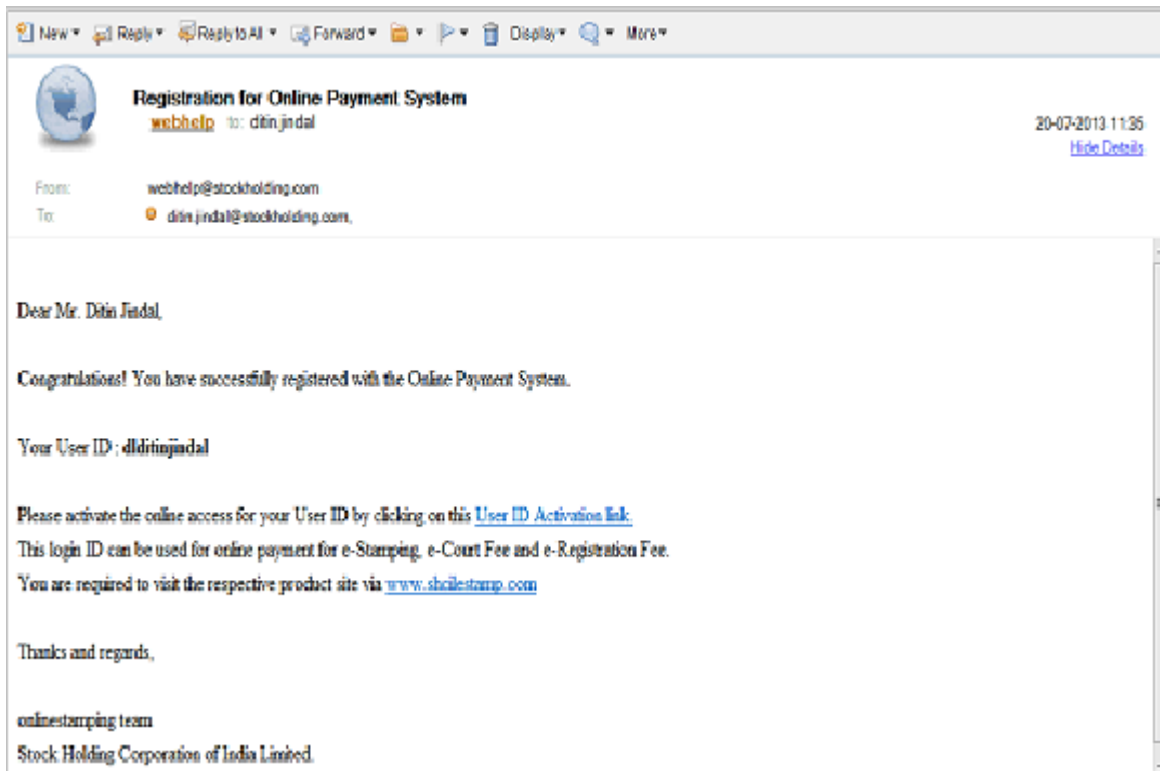 New Reply Reply to All Forward Display More
Registration for Online Payment System
webhelp to: ditin.jindal
20-07-2013 11:35
Hide Details
From: webhelp@stockholding.com
To: ditin.jindal@stockholding.com,
Dear Mr. Ditin Jindal,
Congratulations! You have successfully registered with the Online Payment System.
Your User ID : dlditinjindal
Please activate the online access for your User ID by clicking on this User ID Activation link.
This login ID can be used for online payment for e-Stamping, e-Court Fee and e-Registration Fee.
You are required to visit the respective product site via www.shcilestamp.com
Thanks and regards,
onlinestamping team
Stock Holding Corporation of India Limited.